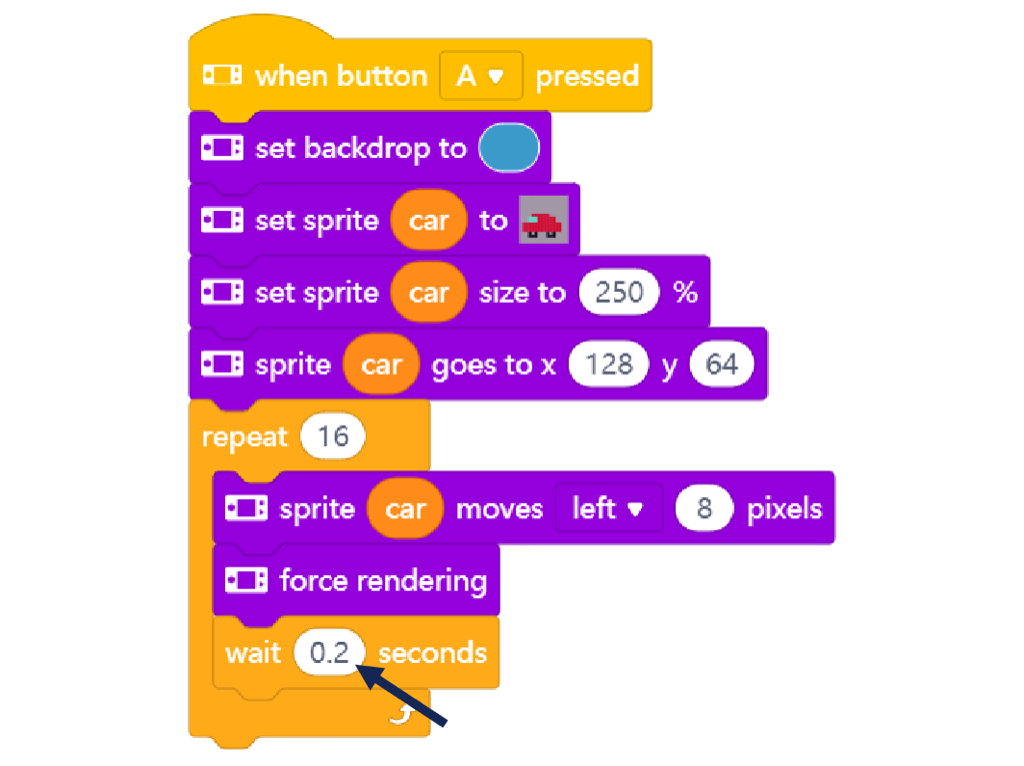 when button A pressed
set backdrop to
set sprite car to
set sprite car size to 250 %
sprite car goes to x 128 y 64
repeat 16
sprite car moves left 8 pixels
force rendering
wait 0.2 seconds